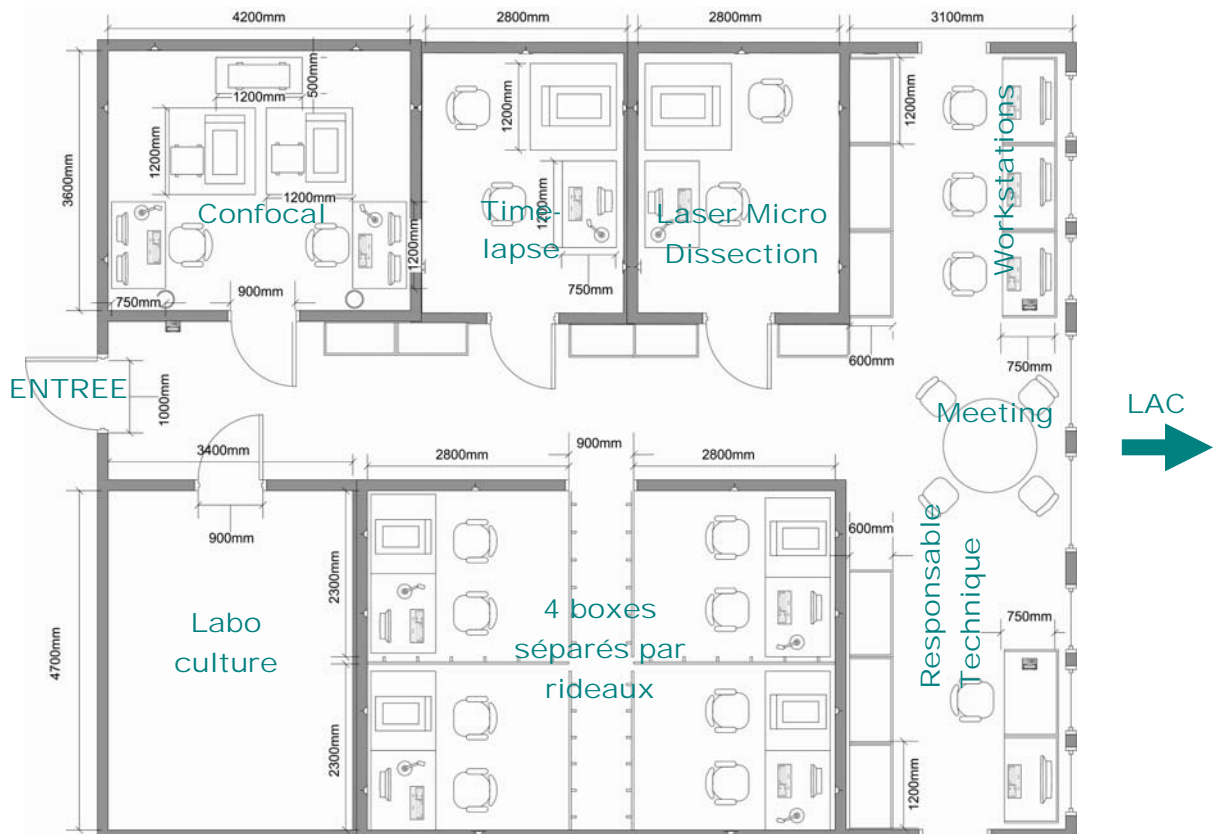 4200mm
2800mm
2800mm
3100mm
500mm
1200mm
1200mm
1200mm
1200mm
3600mm
1200mm
Confocal
1200mm
1200mm
Time-
lapse
Laser Micro
Dissection
Workstations
750mm
900mm
750mm
600mm
750mm
ENTREE
1000mm
Meeting
LAC
3400mm
2800mm
900mm
2800mm
900mm
600mm
2300mm
4700mm
Labo
culture
4 boxes
séparés par
rideaux
Responsable
Technique
750mm
2300mm
1200mm